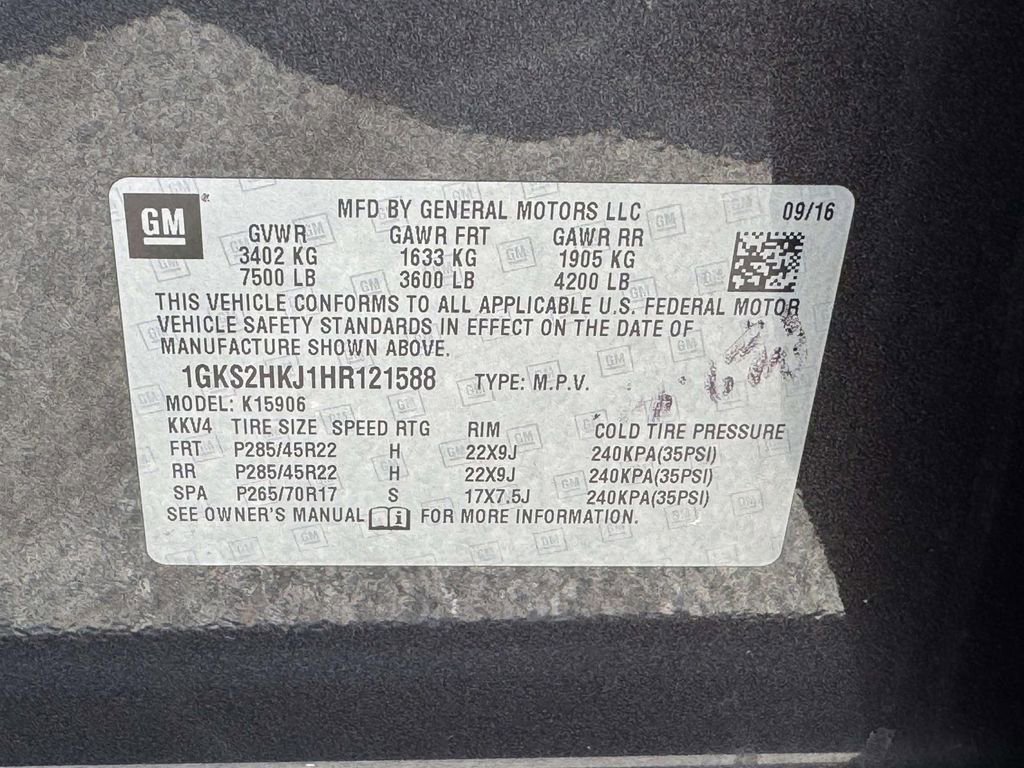 GM
MFD BY GENERAL MOTORS LLC 09/16
GVWR GAWR FRT GAWR RR
3402 KG 1633 KG 1905 KG
7500 LB 3600 LB 4200 LB
THIS VEHICLE CONFORMS TO ALL APPLICABLE U.S. FEDERAL MOTOR
VEHICLE SAFETY STANDARDS IN EFFECT ON THE DATE OF
MANUFACTURE SHOWN ABOVE.
1GKS2HKJ1HR121588 TYPE: M.P.V.
MODEL: K15906
KKV4 TIRE SIZE SPEED RTG RIM COLD TIRE PRESSURE
FRT P285/45R22 H 22X9J 240KPA(35PSI)
RR P285/45R22 H 22X9J 240KPA(35PSI)
SPA P265/70R17 S 17X7.5J 240KPA(35PSI)
SEE OWNER'S MANUAL FOR MORE INFORMATION.